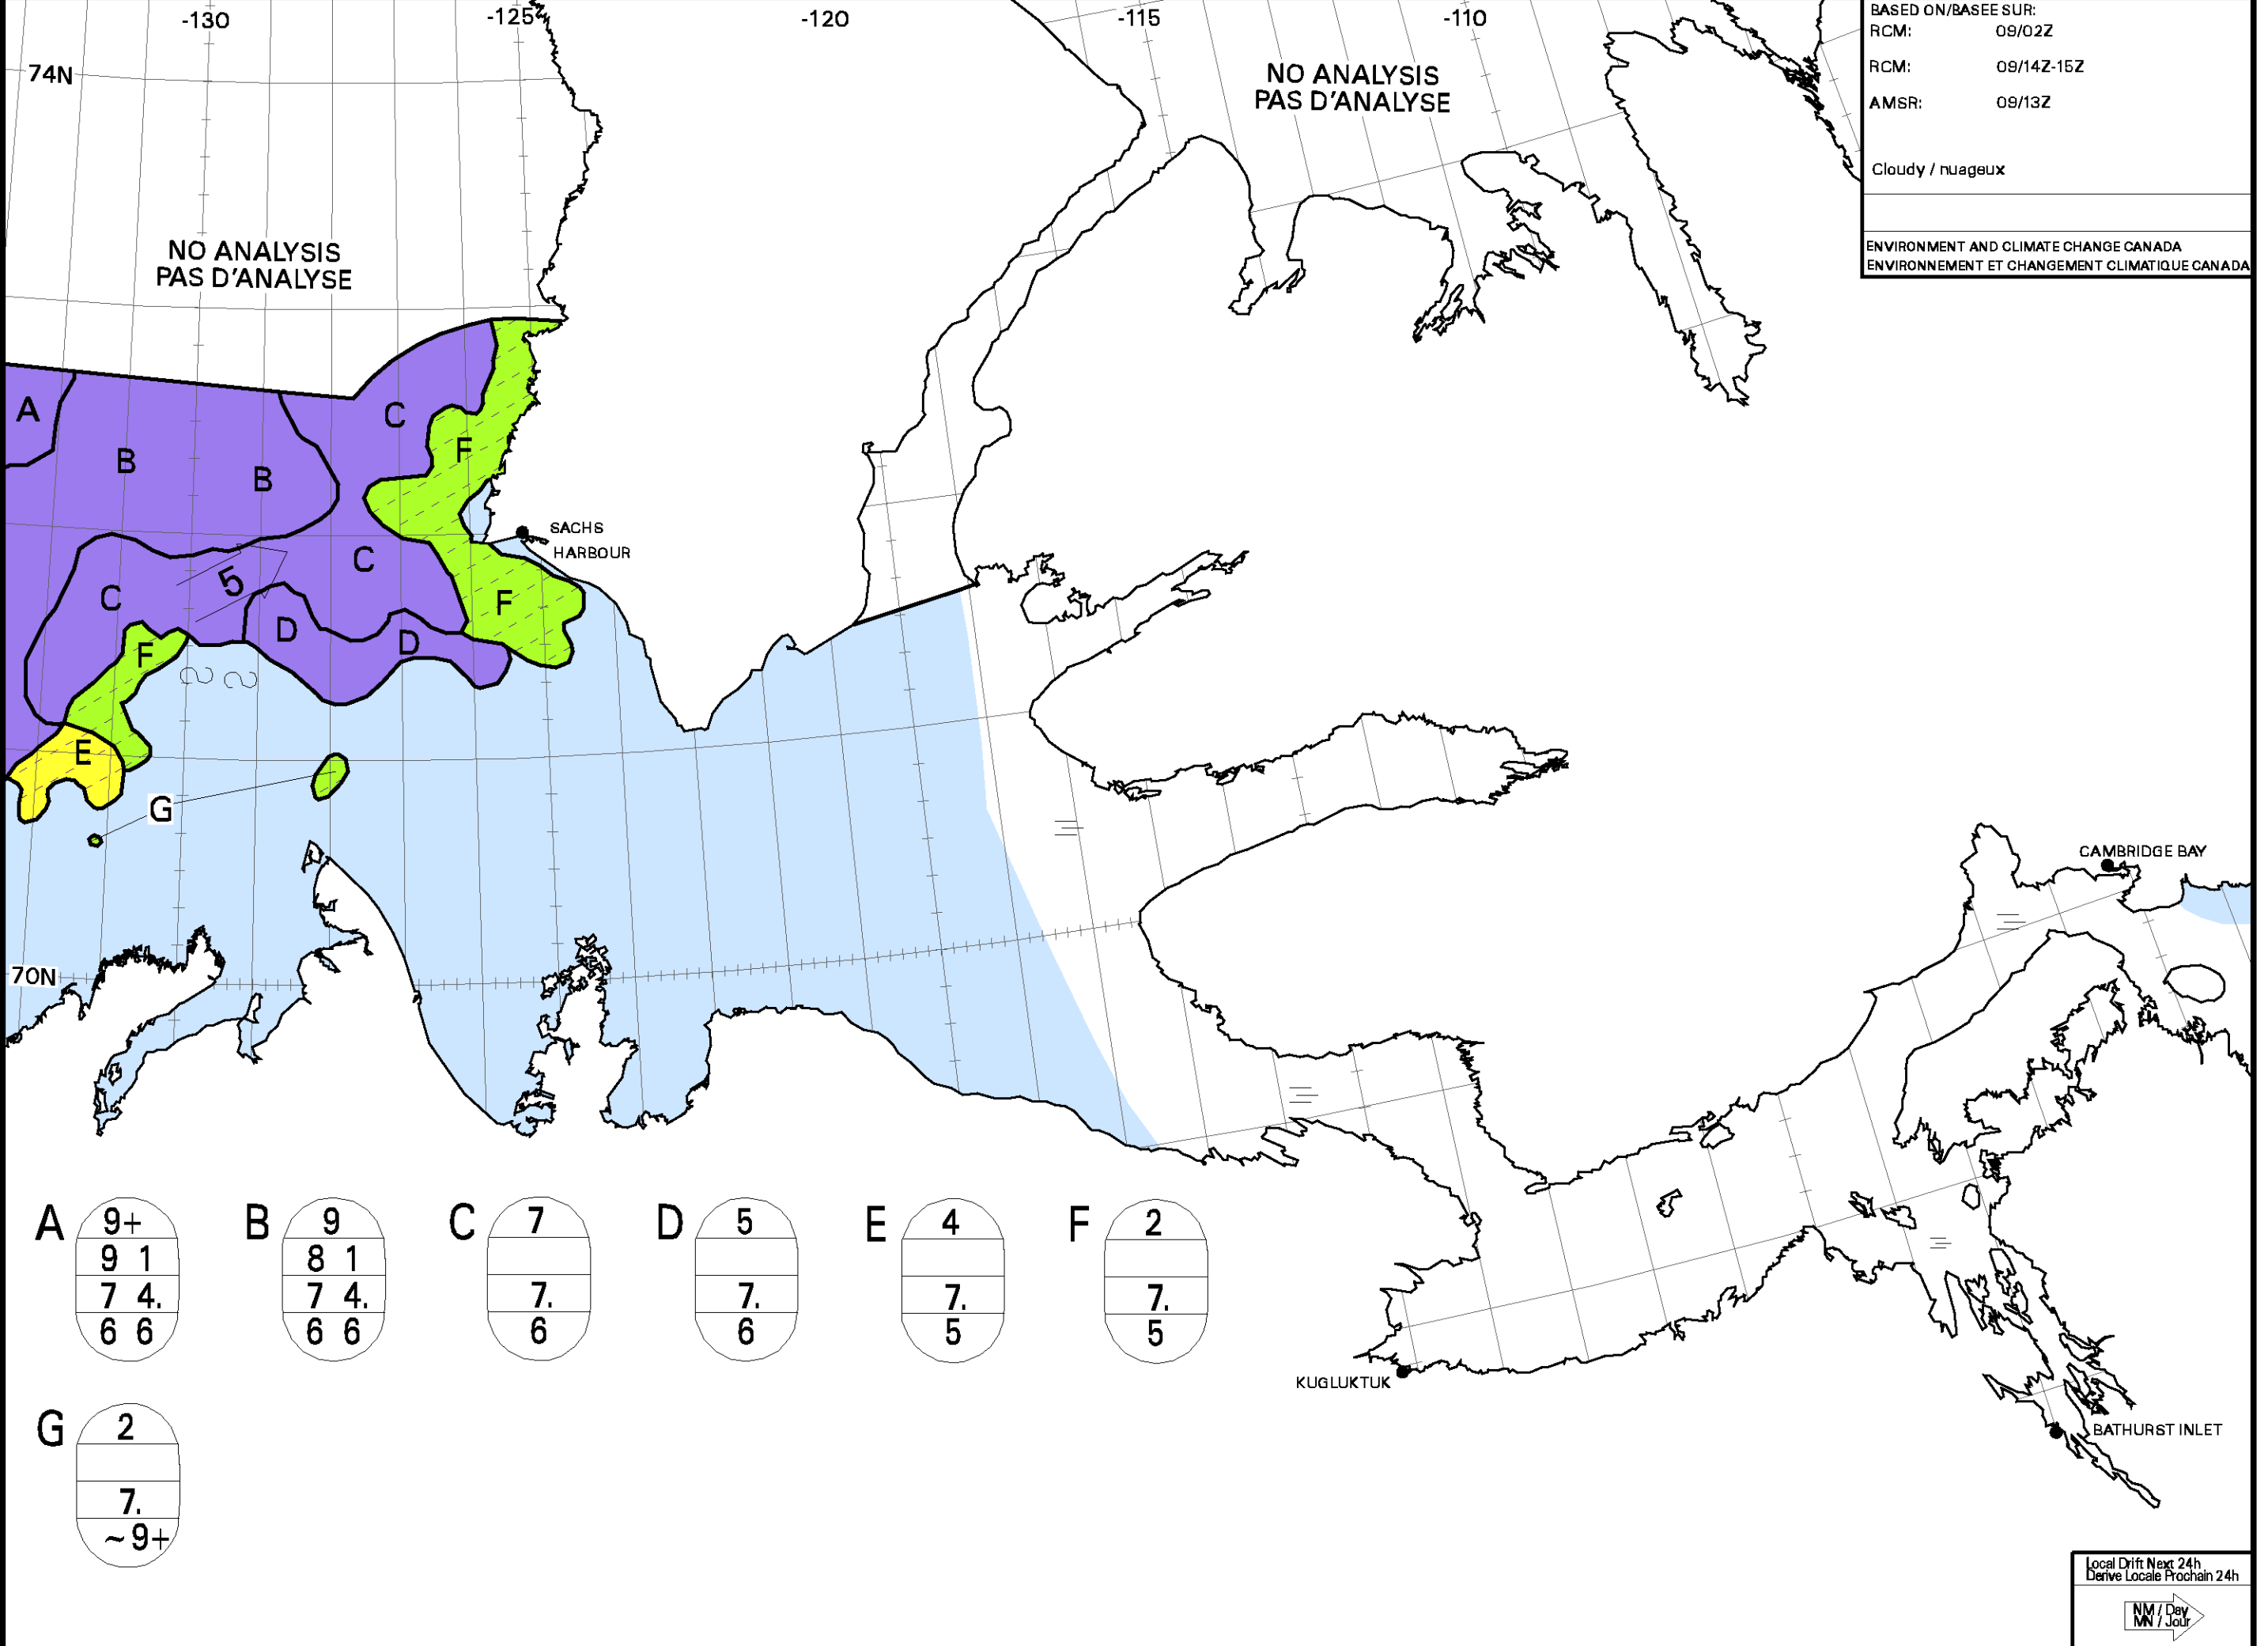 -130
-125
-120
-115
-110
BASED ON/BASEE SUR:
RCM: 09/02Z
RCM: 09/14Z-15Z
AMSR: 09/13Z
Cloudy / nuageux
ENVIRONMENT AND CLIMATE CHANGE CANADA
ENVIRONNEMENT ET CHANGEMENT CLIMATIQUE CANADA
74N
NO ANALYSIS
PAS D'ANALYSE
NO ANALYSIS
PAS D'ANALYSE
A
B
B
C
F
SACHS
HARBOUR
C
5
C
F
D
D
F
E
G
CAMBRIDGE BAY
70N
A
9+
9 1
7 4.
6 6
B
9
8 1
7 4.
6 6
C
7
7.
6
D
5
7.
6
E
4
7.
5
F
2
7.
5
KUGLUKTUK
BATHURST INLET
G
2
7.
~9+
Local Drift Next 24h
Derive Locale Prochain 24h
NM / Day
MN / Jour